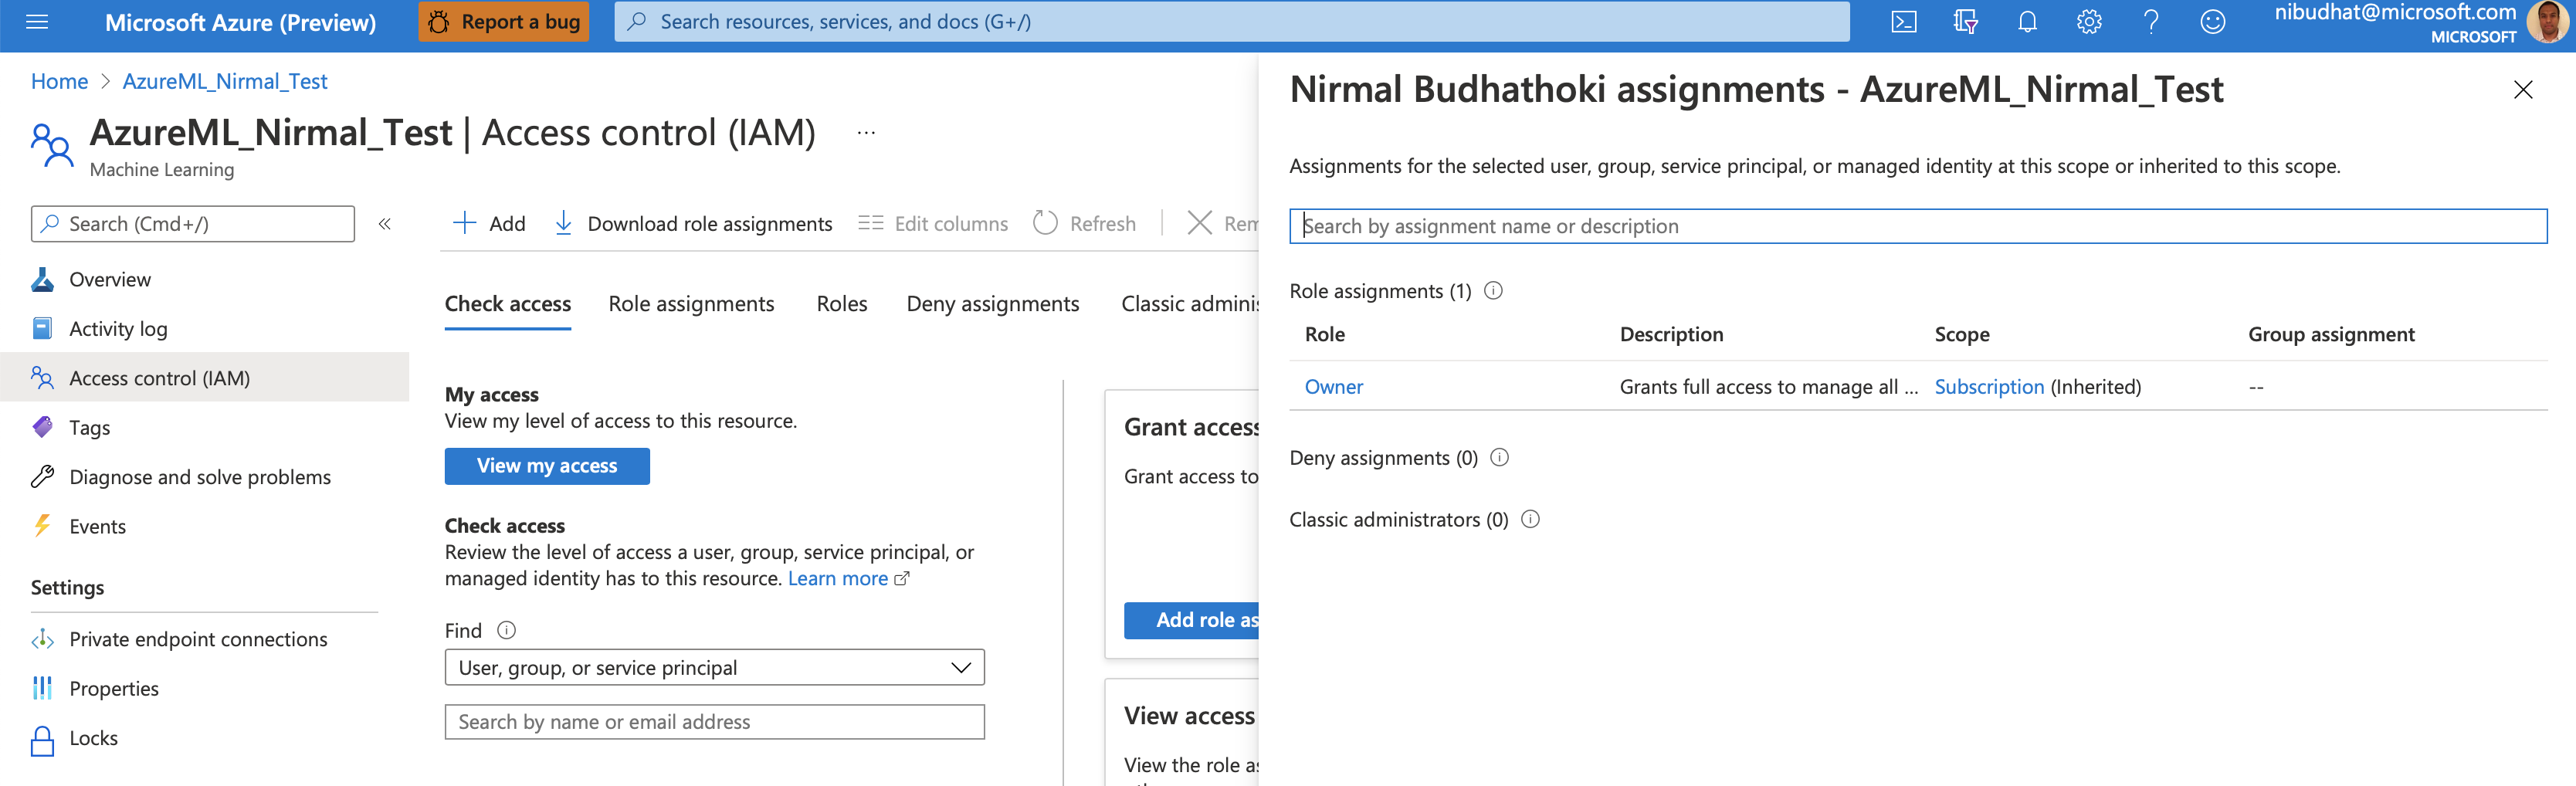 Microsoft Azure (Preview)
Report a bug
Search resources, services, and docs (G+/)
nibudhat@microsoft.com
MICROSOFT
Home > AzureML_Nirmal_Test
AzureML_Nirmal_Test | Access control (IAM) ...
Machine Learning
Search (Cmd+/)
«
Overview
Activity log
Access control (IAM)
Tags
Diagnose and solve problems
Events
Settings
Private endpoint connections
Properties
Locks
Add
Download role assignments
Edit columns
Refresh
Rem
Check access
Role assignments
Roles
Deny assignments
Classic adminis
My access
View my level of access to this resource.
View my access
Check access
Review the level of access a user, group, service principal, or
managed identity has to this resource. Learn more
Find
User, group, or service principal
Search by name or email address
Grant access
Grant access to
Add role as
View access
View the role as
Nirmal Budhathoki assignments - AzureML_Nirmal_Test
Assignments for the selected user, group, service principal, or managed identity at this scope or inherited to this scope.
Search by assignment name or description
Role assignments (1)
Role Description Scope Group assignment
Owner Grants full access to manage all ... Subscription (Inherited) --
Deny assignments (0)
Classic administrators (0)